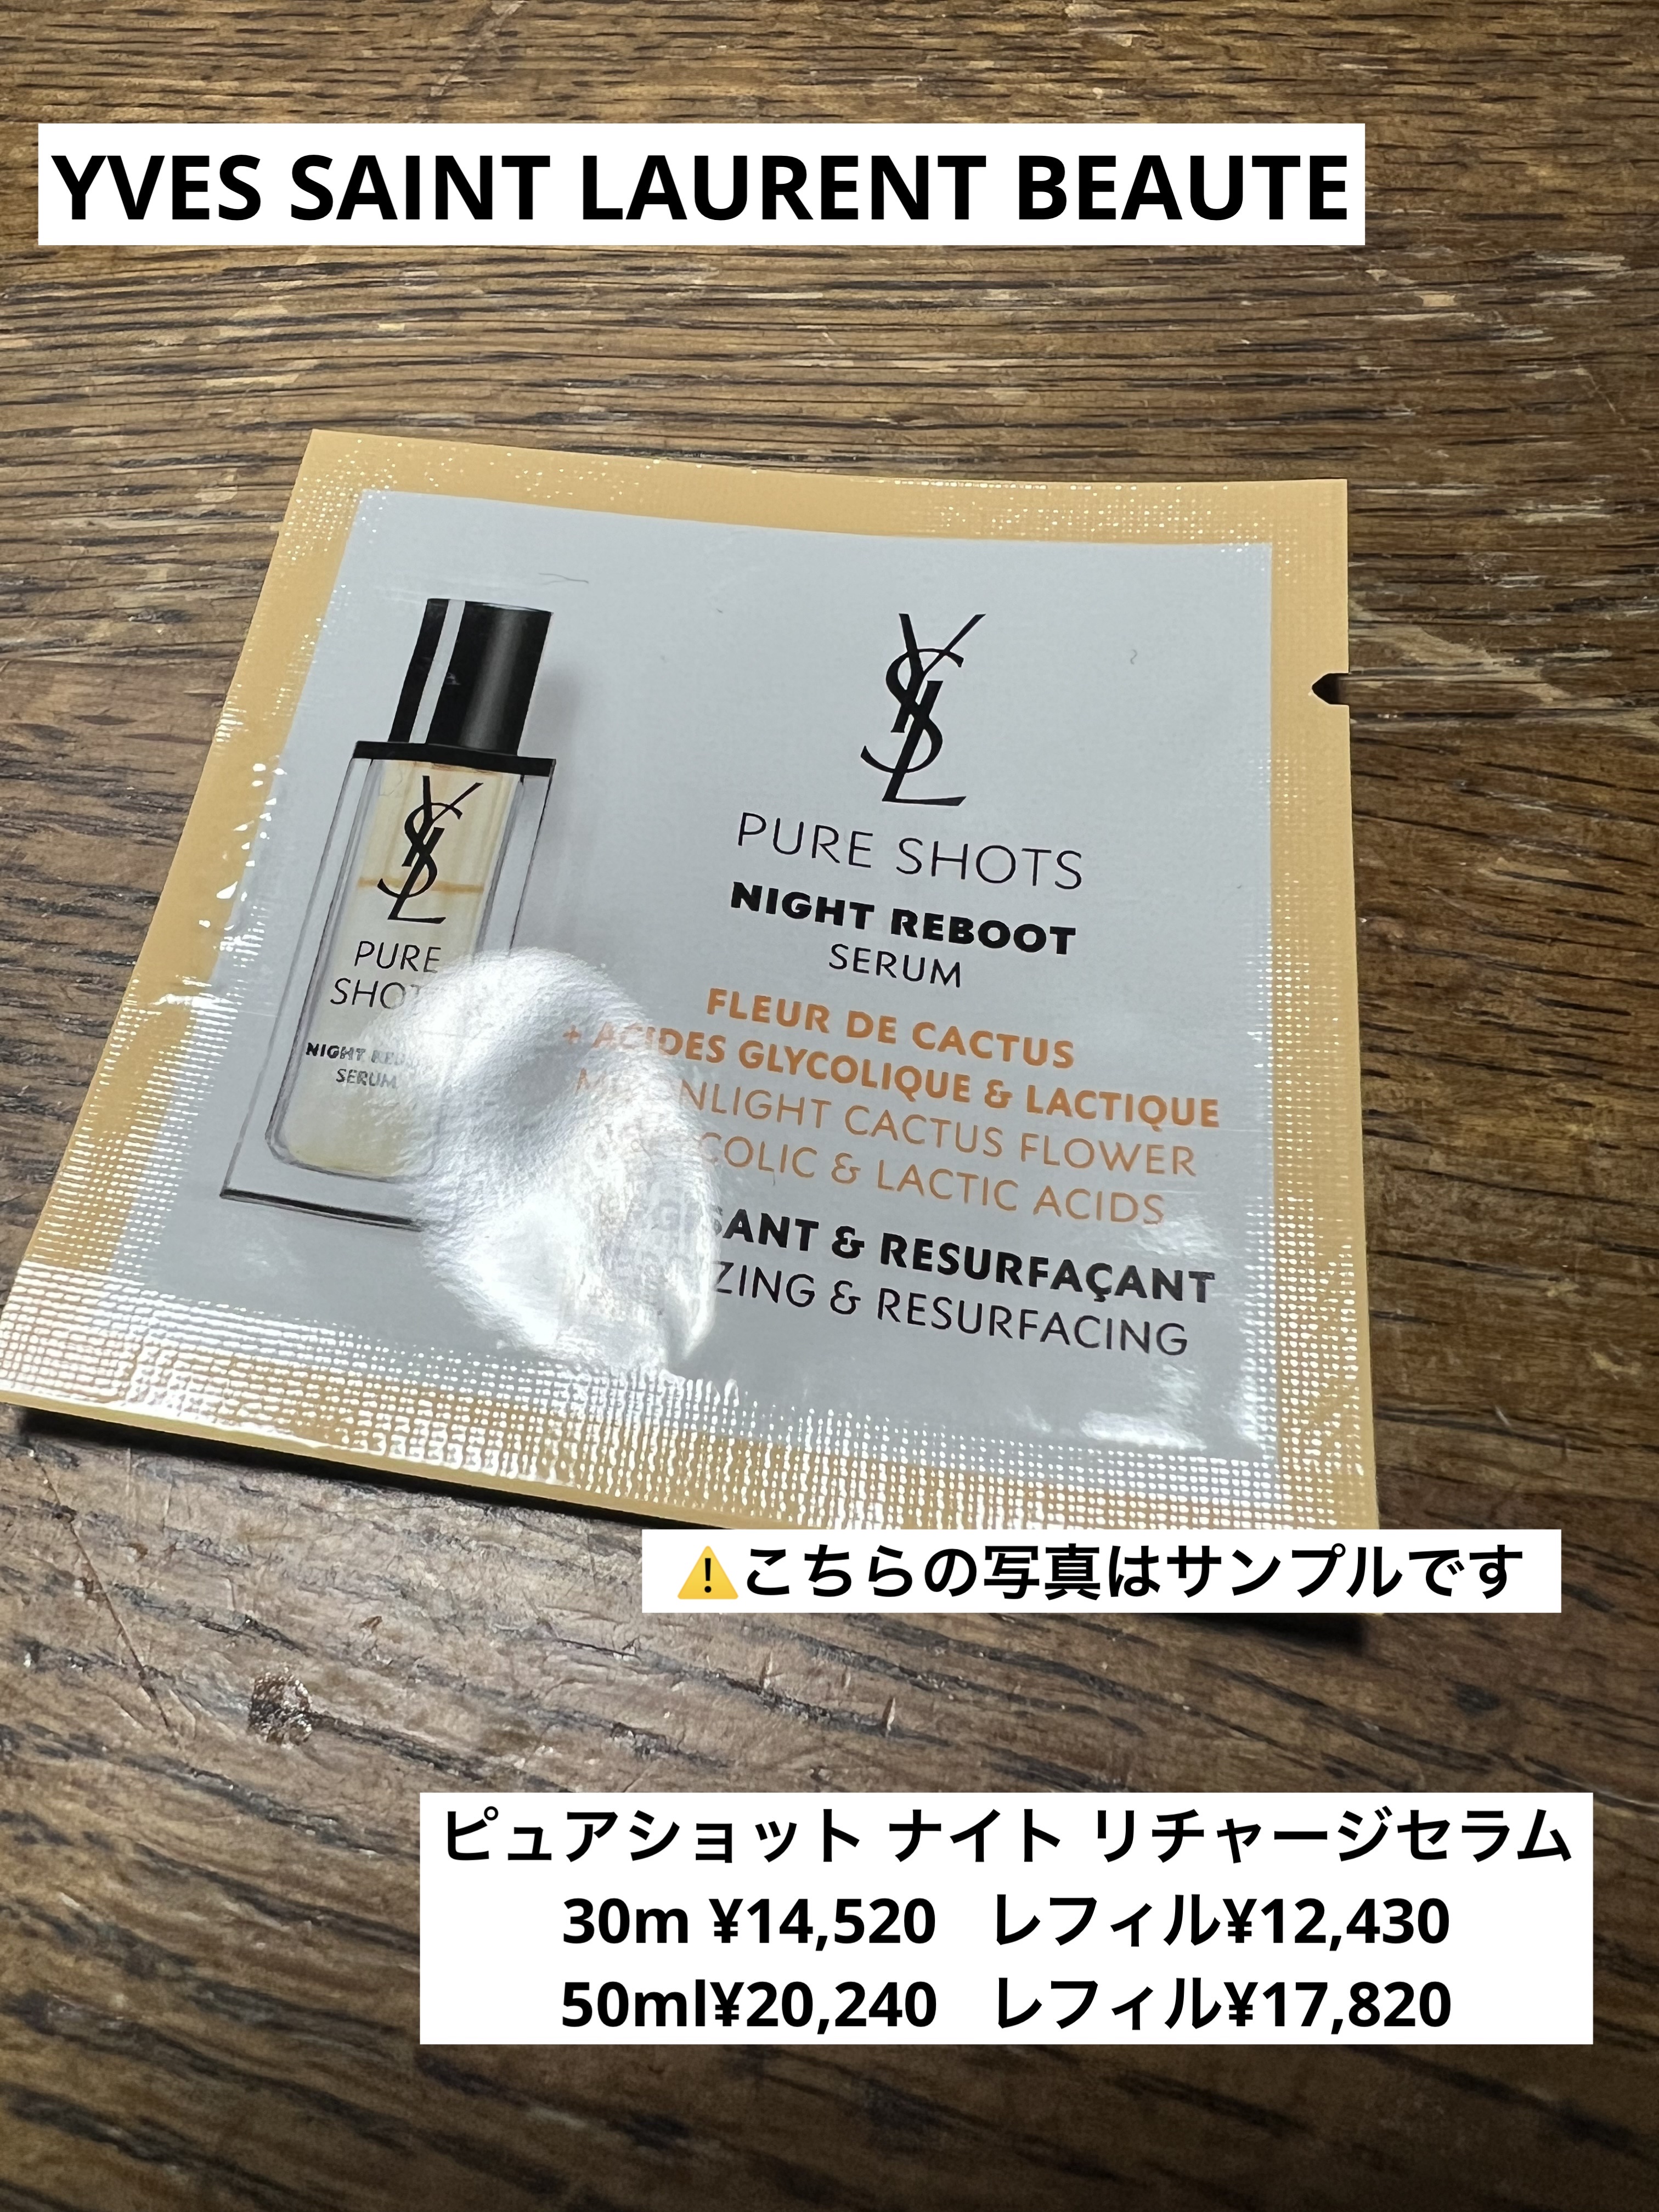 YVES SAINT LAURENT BEAUTE
YSL
PURE SHOTS
NIGHT REBOOT
SERUM
FLEUR DE CACTUS
+ ACIDES GLYCOLIQUE & LACTIQUE
CACTUS FLOWER
& LACTIC ACIDS
& RESURFAÇANT
& RESURFACING
YSL
PURE
NIGHT
SERUM
⚠️こちらの写真はサンプルです
ピュアショット ナイト リチャージセラム
30m ¥14,520 レフィル¥12,430
50ml¥20,240 レフィル¥17,820